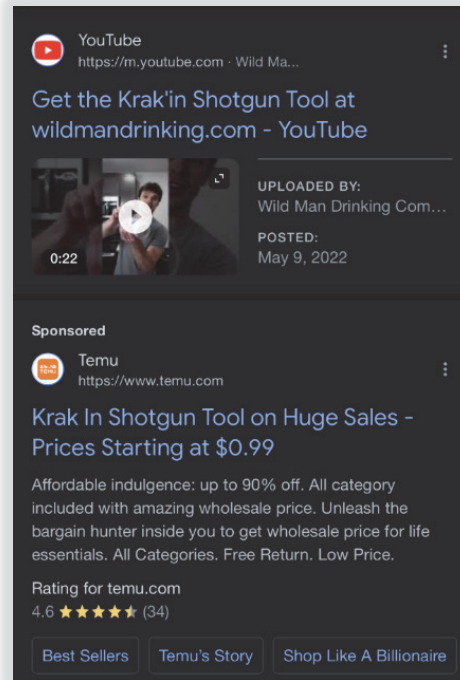 YouTube
https://m.youtube.com · Wild Ma...
Get the Krak'in Shotgun Tool at
wildmandrinking.com - YouTube
0:22
UPLOADED BY:
Wild Man Drinking Com...
POSTED:
May 9, 2022
Sponsored
TEMU
Temu
https://www.temu.com
Krak In Shotgun Tool on Huge Sales -
Prices Starting at $0.99
Affordable indulgence: up to 90% off. All category
included with amazing wholesale price. Unleash the
bargain hunter inside you to get wholesale price for life
essentials. All Categories. Free Return. Low Price.
Rating for temu.com
4.6 ★★★★★ (34)
Best Sellers
Temu's Story
Shop Like A Billionaire